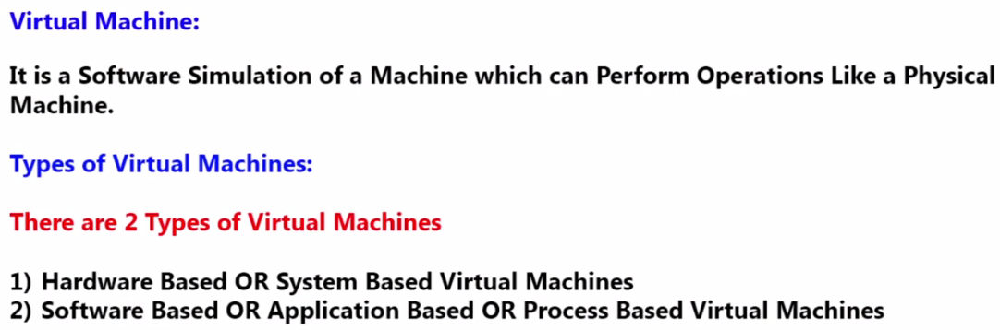 Virtual Machine:
It is a Software Simulation of a Machine which can Perform Operations Like a Physical
Machine.
Types of Virtual Machines:
There are 2 Types of Virtual Machines
1) Hardware Based OR System Based Virtual Machines
2) Software Based OR Application Based OR Process Based Virtual Machines